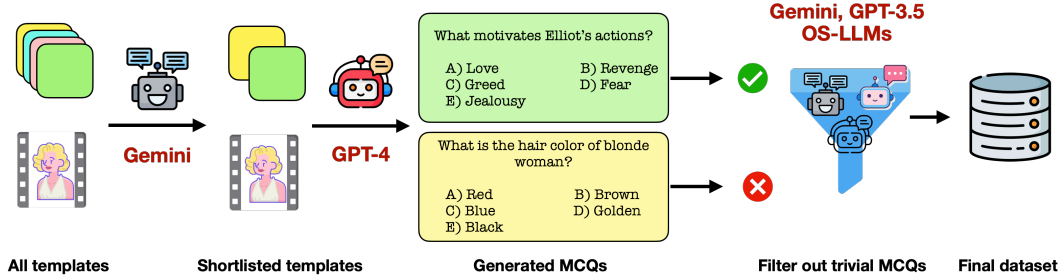 Gemini
GPT-4
What motivates Elliot's actions?
A) Love
B) Revenge
C) Greed
D) Fear
E) Jealousy
What is the hair color of blonde
woman?
A) Red
B) Brown
C) Blue
D) Golden
E) Black
Gemini, GPT-3.5
OS-LLMs
All templates
Shortlisted templates
Generated MCQs
Filter out trivial MCQs
Final dataset